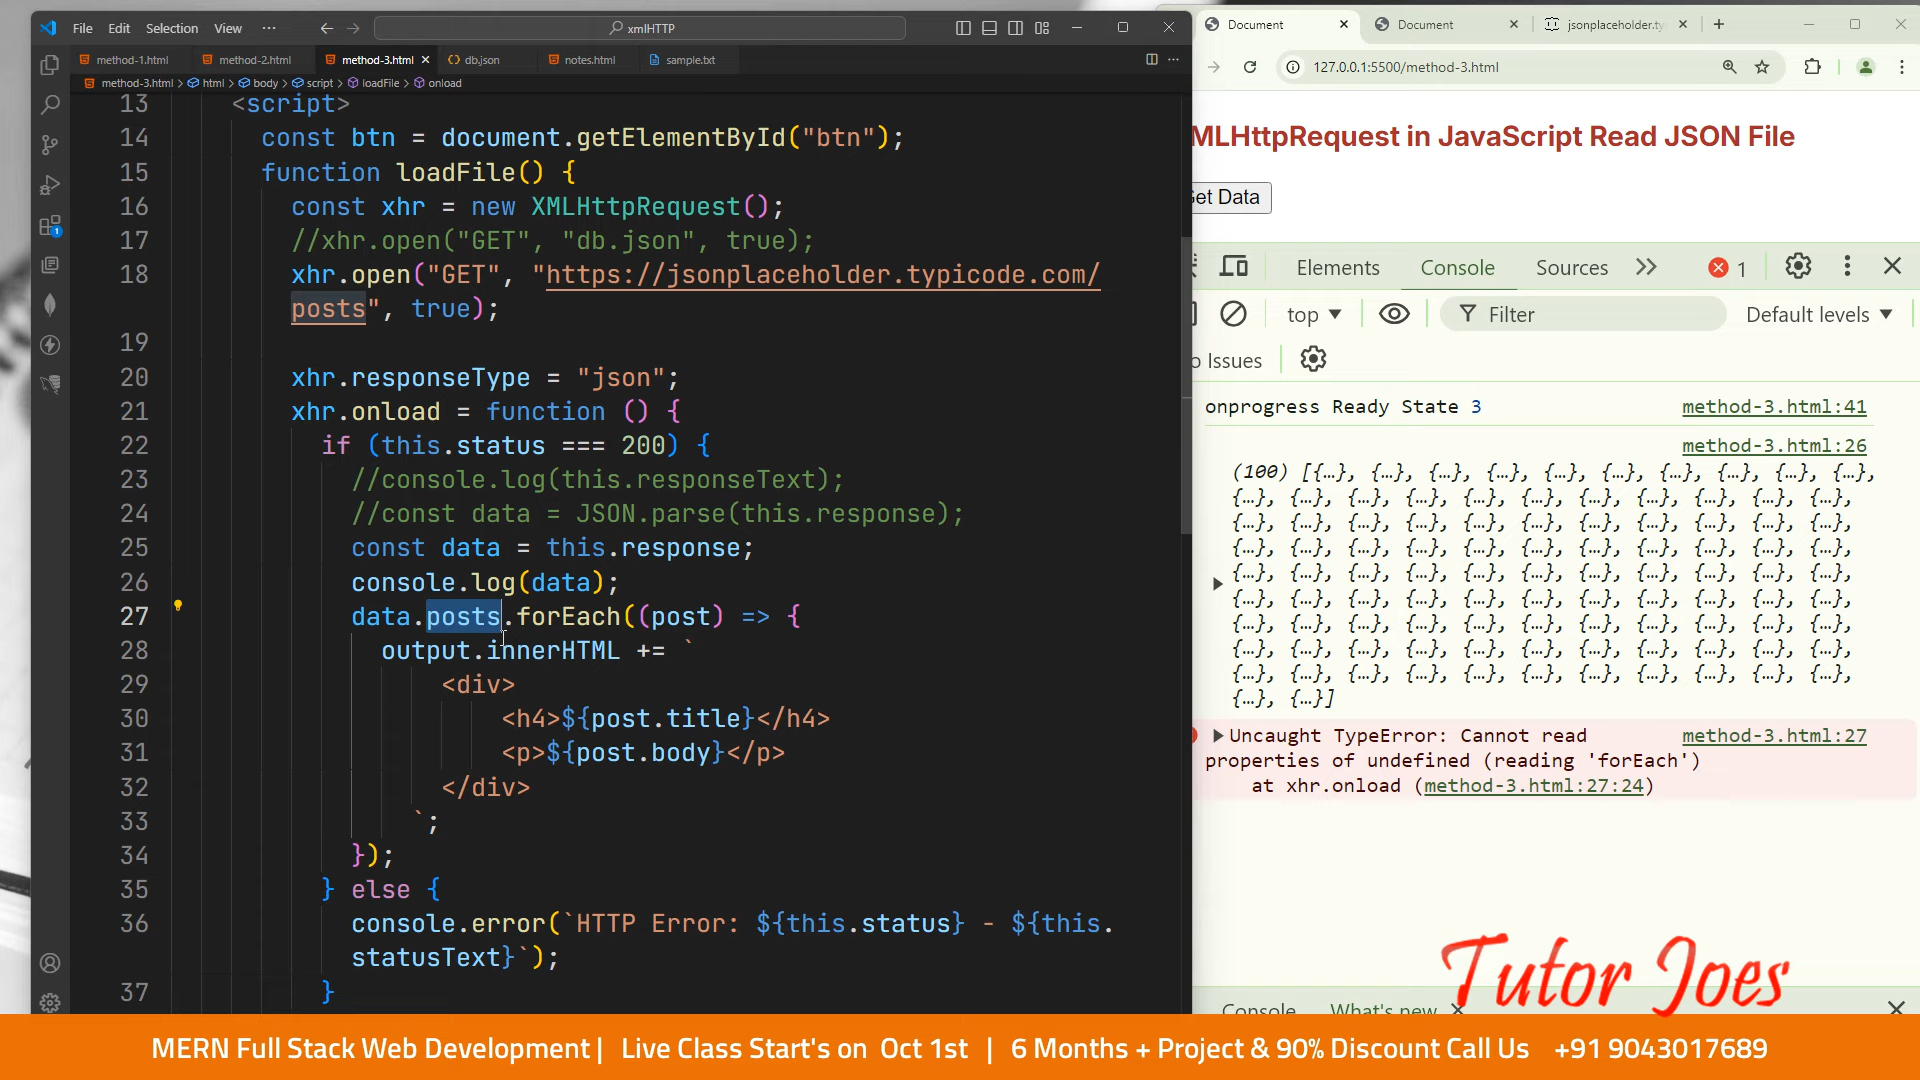 File Edit Selection View ···
xmlHTTP
method-1.html method-2.html method-3.html db.json notes.html sample.txt
method-3.html > html > body > script > loadFile > onload
13 <script>
14 const btn = document.getElementById("btn");
15 function loadFile() {
16 const xhr = new XMLHttpRequest();
17 //xhr.open("GET", "db.json", true);
18 xhr.open("GET", "https://jsonplaceholder.typicode.com/
posts", true);
19
20 xhr.responseType = "json";
21 xhr.onload = function () {
22 if (this.status === 200) {
23 //console.log(this.responseText);
24 //const data = JSON.parse(this.response);
25 const data = this.response;
26 console.log(data);
27 data.posts.forEach((post) => {
28 output.innerHTML += `
29 <div>
30 <h4>${post.title}</h4>
31 <p>${post.body}</p>
32 </div>
33 `;
34 });
35 } else {
36 console.error(`HTTP Error: ${this.status} - ${this.
statusText}`);
37 }
1
Document Document jsonplaceholder.ty
127.0.0.1:5500/method-3.html
MLHttpRequest in JavaScript Read JSON File
Get Data
Elements Console Sources 1
top Filter Default levels
o Issues
onprogress Ready State 3 method-3.html:41
method-3.html:26
(100) [{…}, {…}, {…}, {…}, {…}, {…}, {…}, {…}, {…}, {…},
{…}, {…}, {…}, {…}, {…}, {…}, {…}, {…}, {…}, {…}, {…},
{…}, {…}, {…}, {…}, {…}, {…}, {…}, {…}, {…}, {…}, {…},
{…}, {…}, {…}, {…}, {…}, {…}, {…}, {…}, {…}, {…}, {…},
{…}, {…}, {…}, {…}, {…}, {…}, {…}, {…}, {…}, {…}, {…},
{…}, {…}, {…}, {…}, {…}, {…}, {…}, {…}, {…}, {…}, {…},
{…}, {…}, {…}, {…}, {…}, {…}, {…}, {…}, {…}, {…}, {…},
{…}, {…}, {…}, {…}, {…}, {…}, {…}, {…}, {…}, {…}, {…},
{…}, {…}, {…}, {…}, {…}, {…}, {…}, {…}, {…}, {…}, {…},
{…}, {…}]
Uncaught TypeError: Cannot read method-3.html:27
properties of undefined (reading 'forEach')
at xhr.onload (method-3.html:27:24)
Tutor Joes
Console What's new
MERN Full Stack Web Development | Live Class Start's on Oct 1st | 6 Months + Project & 90% Discount Call Us +91 9043017689